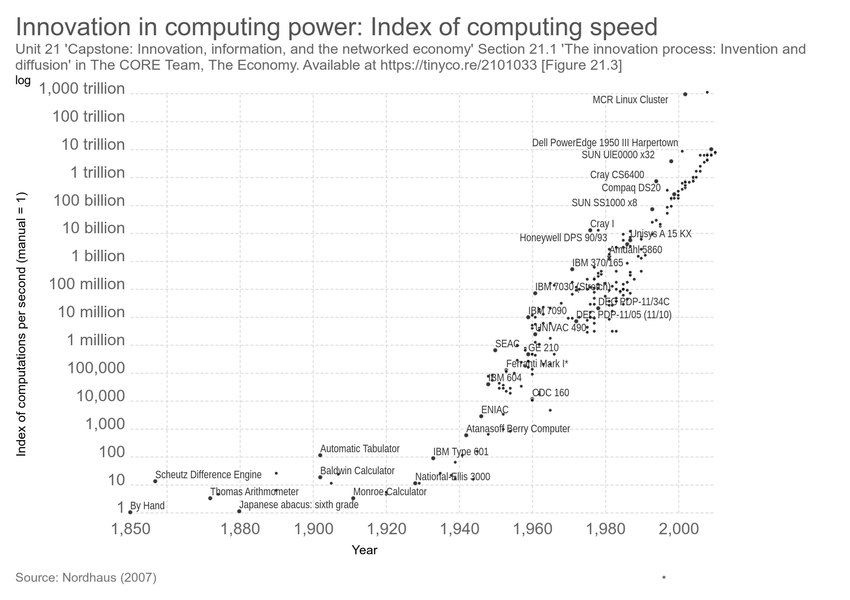 Innovation in computing power: Index of computing speed
Unit 21 'Capstone: Innovation, information, and the networked economy' Section 21.1 'The innovation process: Invention and
diffusion' in The CORE Team, The Economy. Available at https://tinyco.re/2101033 [Figure 21.3]
log
1,000 trillion
MCR Linux Cluster
100 trillion
10 trillion
Dell PowerEdge 1950 III Harpertown
SUN UIE0000 x32
1 trillion
Cray CS6400
Compaq DS20
100 billion
SUN SS1000 x8
10 billion
Cray I
Unisys A 15 KX
Honeywell DPS 90/93
Amdahl 5860
1 billion
IBM 370/165
100 million
IBM 7030 (Stretch)
DEC PDP-11/34C
10 million
IBM 7090
DEC PDP-11/05 (11/10)
UNIVAC 490
1 million
SEAC
GE 210
100,000
Ferranti Mark I*
IBM 604
10,000
CDC 160
ENIAC
1,000
Atanasoff Berry Computer
100
Automatic Tabulator
IBM Type 601
10
Scheutz Difference Engine
Baldwin Calculator
National Ellis 3000
Thomas Arithmometer
Monroe Calculator
1
By Hand
Japanese abacus: sixth grade
Index of computations per second (manual = 1)
1,850
1,880
1,900
1,920
1,940
1,960
1,980
2,000
Year
Source: Nordhaus (2007)